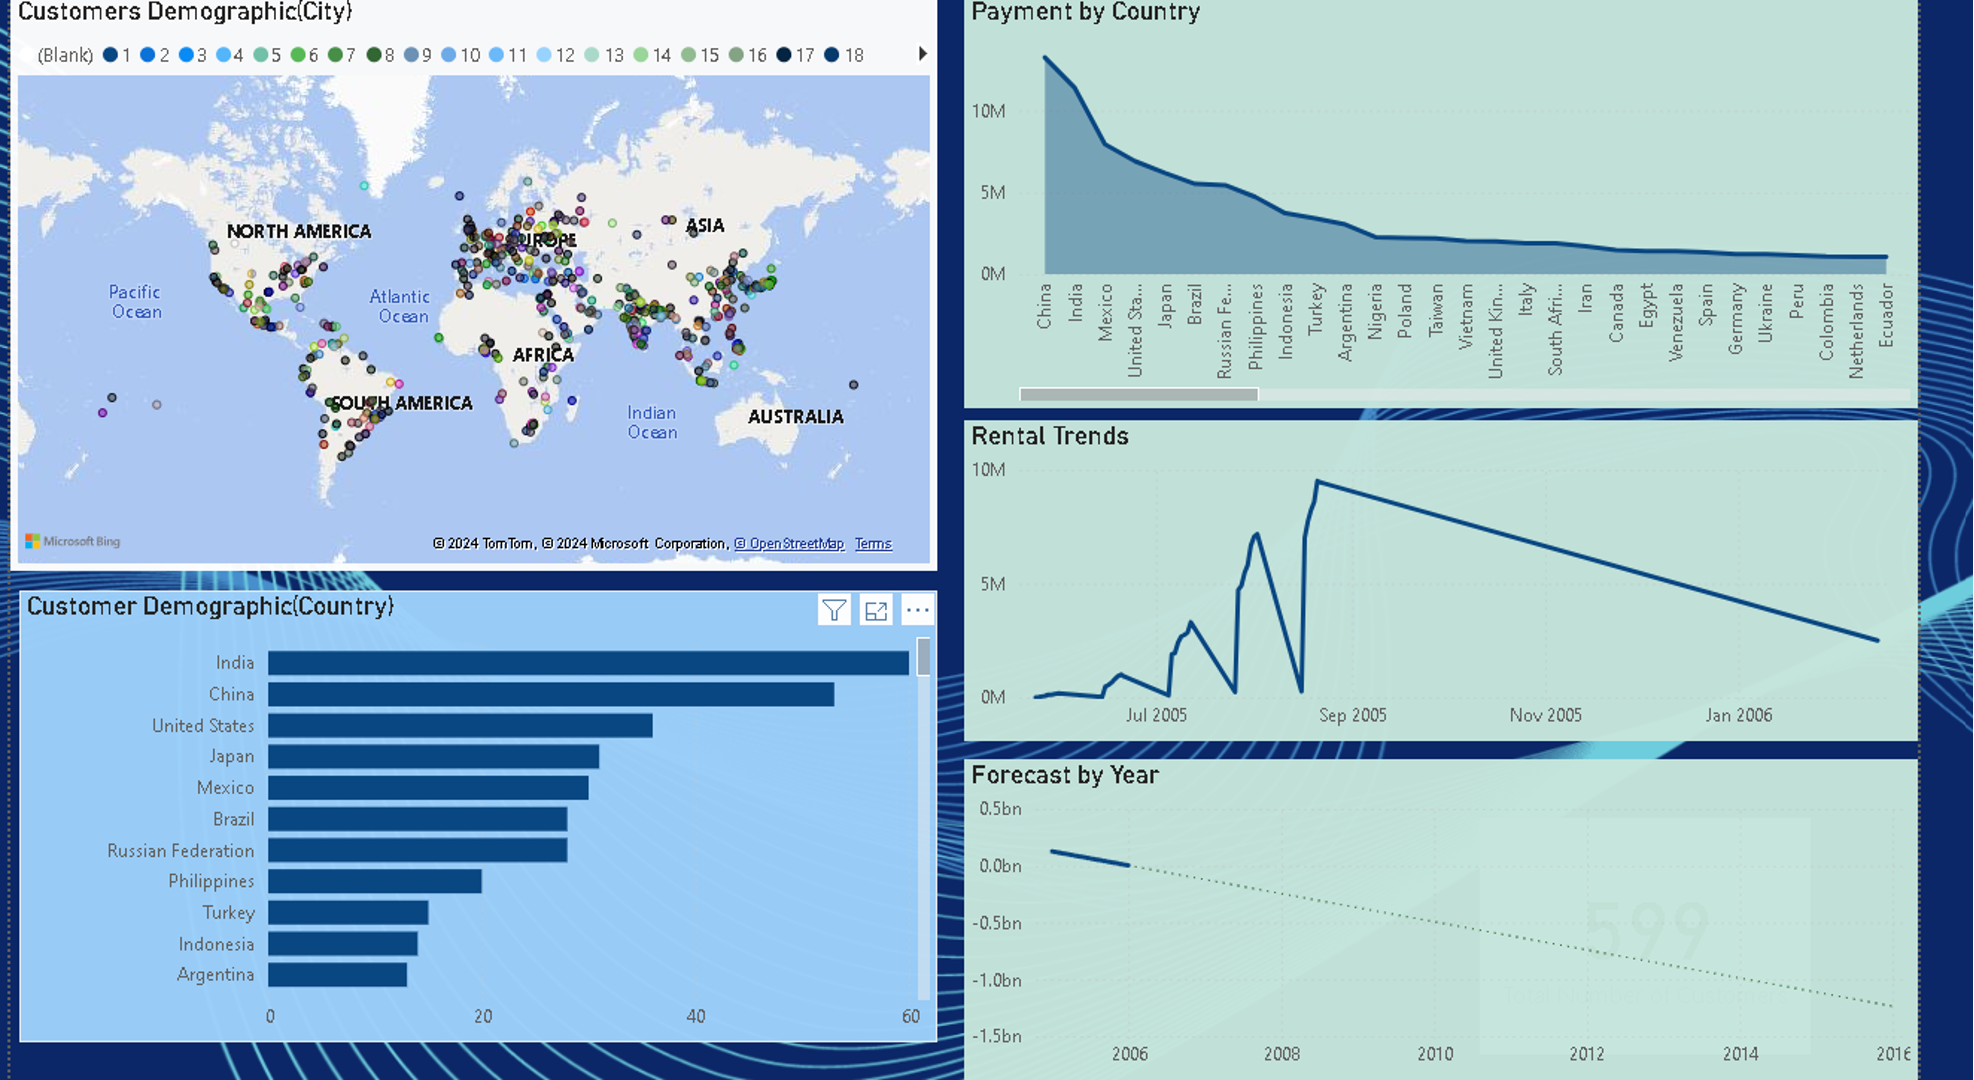 Customers Demographic(City)
(Blank) 1 2 3 4 5 6 7 8 9 10 11 12 13 14 15 16 17 18
NORTH AMERICA
EUROPE
ASIA
Pacific
Ocean
Atlantic
Ocean
AFRICA
SOUTH AMERICA
Indian
Ocean
AUSTRALIA
Microsoft Bing
© 2024 TomTom, © 2024 Microsoft Corporation, © OpenStreetMap Terms
Customer Demographic(Country)
India
China
United States
Japan
Mexico
Brazil
Russian Federation
Philippines
Turkey
Indonesia
Argentina
0 20 40 60
Payment by Country
10M
5M
0M
China
India
Mexico
United Sta...
Japan
Brazil
Russian Fe...
Philippines
Indonesia
Turkey
Argentina
Nigeria
Poland
Taiwan
Vietnam
United Kin...
Italy
South Afri...
Iran
Canada
Egypt
Venezuela
Spain
Germany
Ukraine
Peru
Colombia
Netherlands
Ecuador
Rental Trends
10M
5M
0M
Jul 2005 Sep 2005 Nov 2005 Jan 2006
Forecast by Year
0.5bn
0.0bn
-0.5bn
-1.0bn
-1.5bn
599
2006 2008 2010 2012 2014 2016